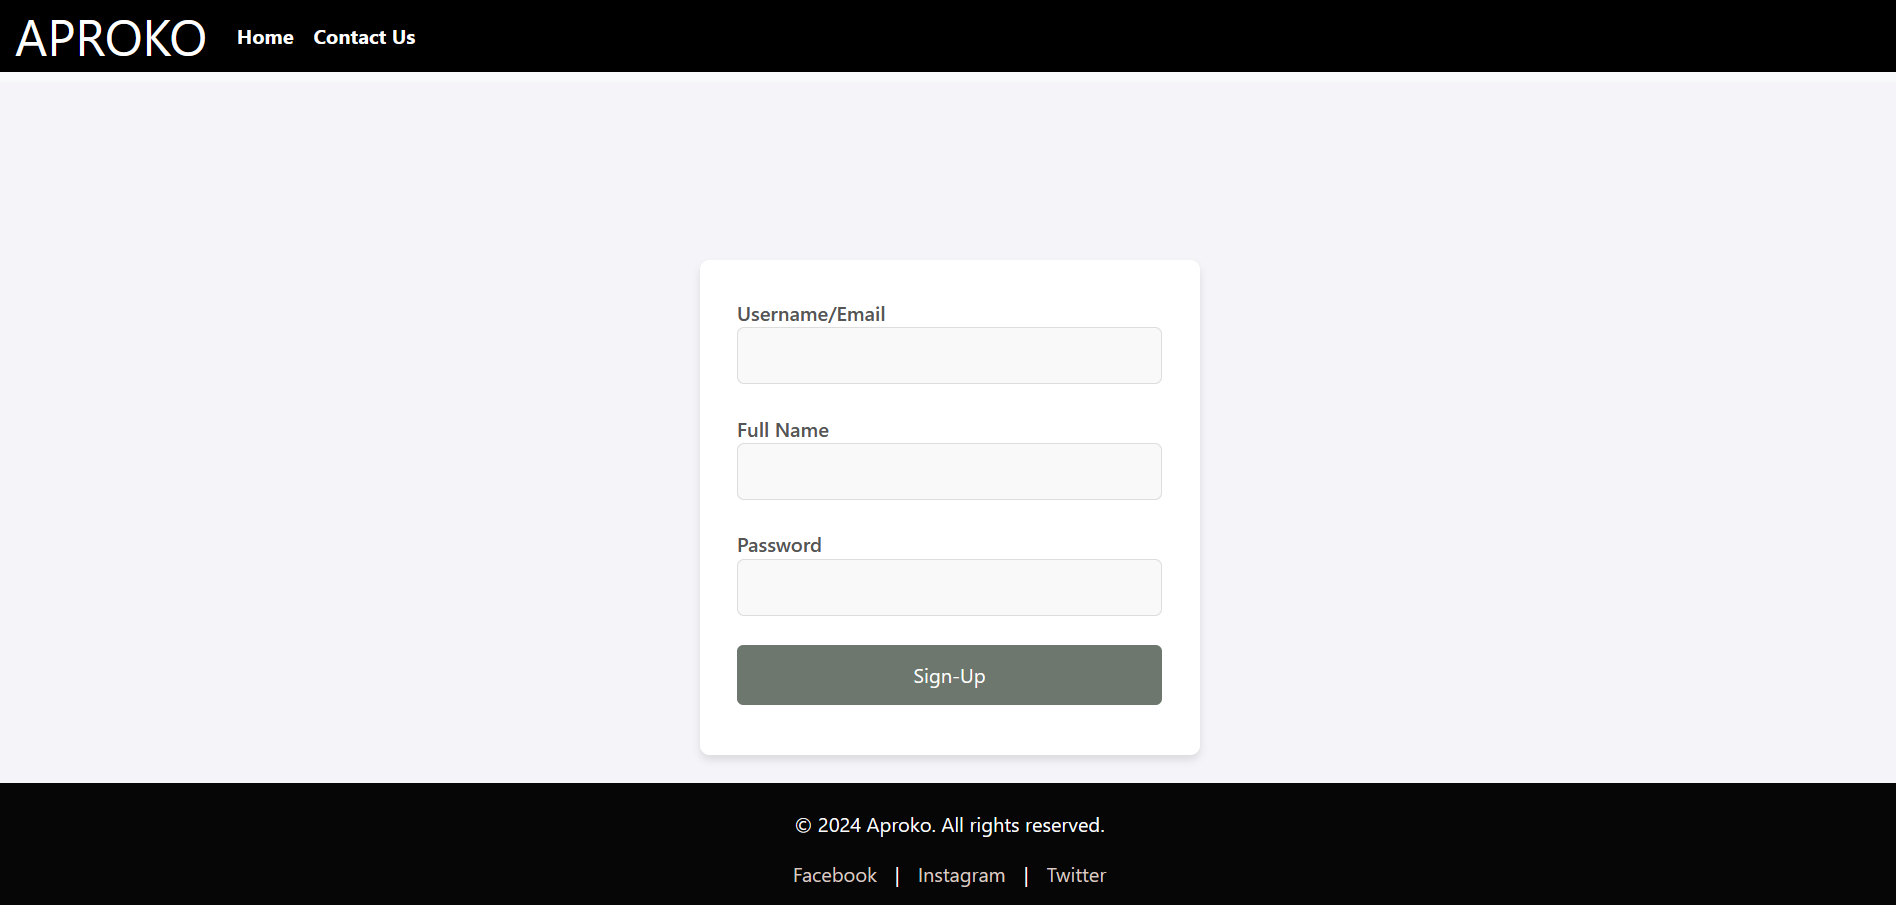 APROKO Home Contact Us
Username/Email
Full Name
Password
Sign-Up
© 2024 Aproko. All rights reserved.
Facebook | Instagram | Twitter